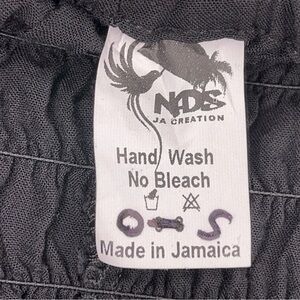 NADS
JA CREATION
Hand Wash
No Bleach
O-S
Made in Jamaica